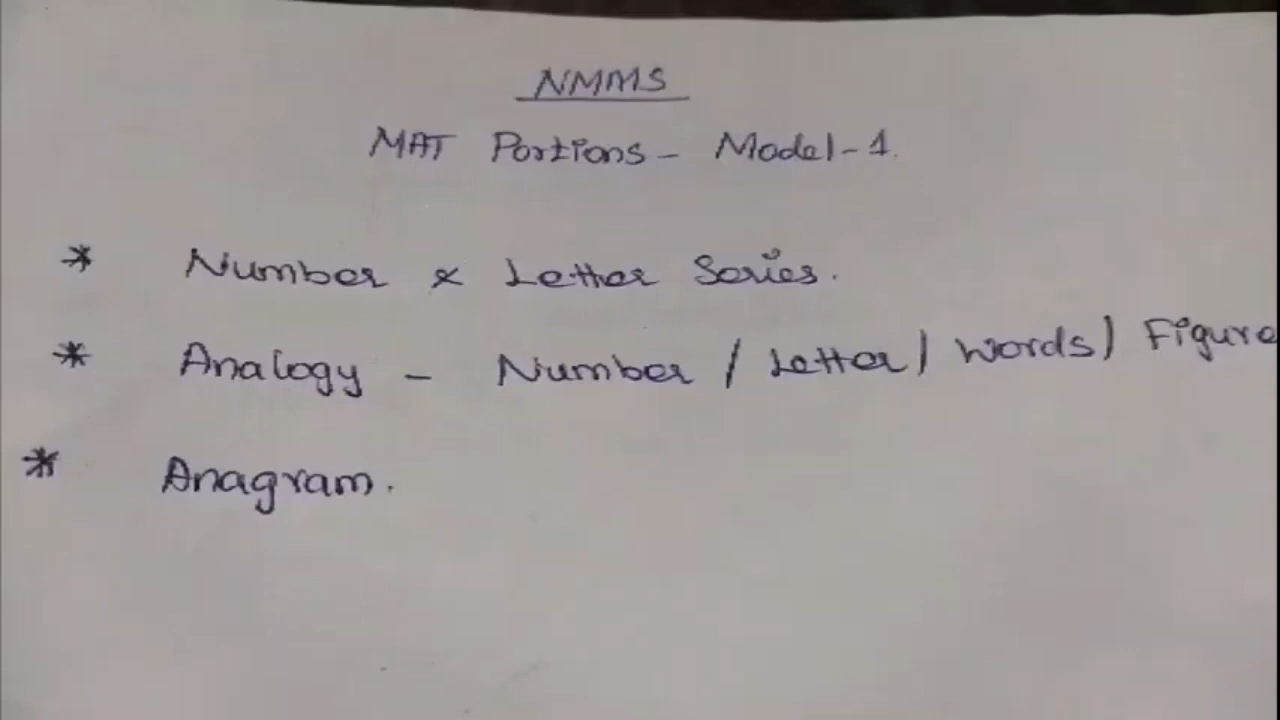 NMMS
MAT Portions - Model-1.
* Number & Letter Series.
* Analogy - Number / Letter / Words / Figure
* Anagram.